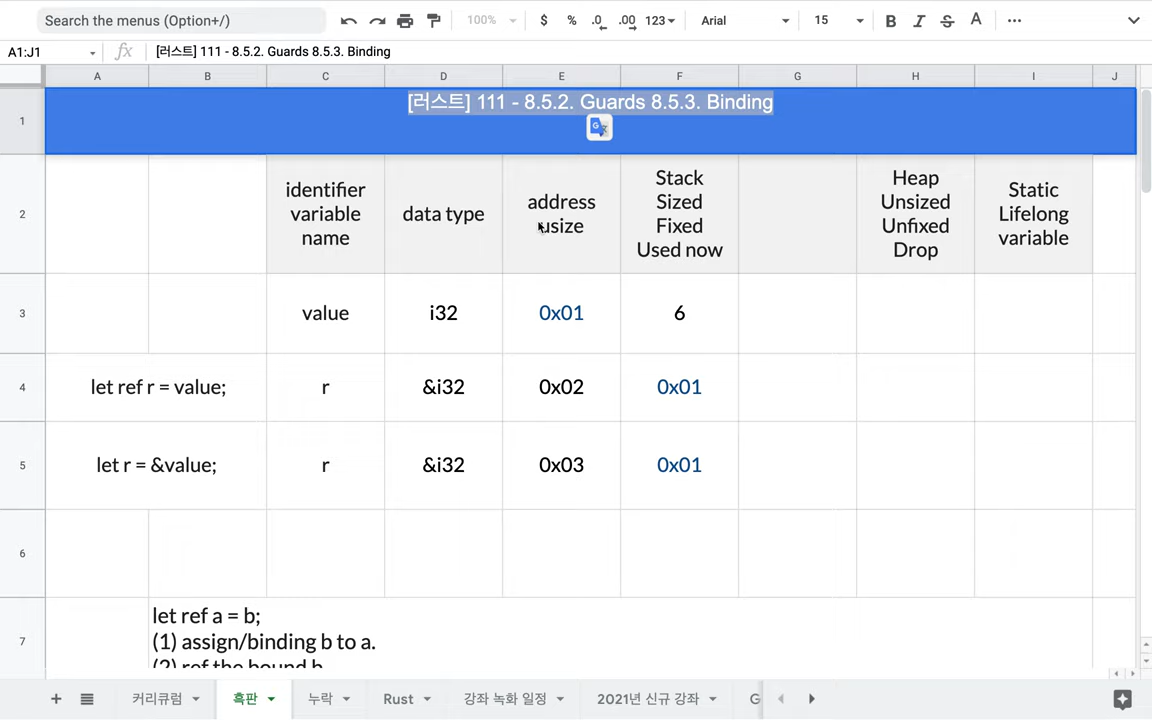 Search the menus (Option+/)
100%
$
%
.0
.00
123
Arial
15
B
I
S
A
A1:J1
fx
[러스트] 111 - 8.5.2. Guards 8.5.3. Binding
A B C D E F G H I J
1
[러스트] 111 - 8.5.2. Guards 8.5.3. Binding
G
2
identifier
variable
name
data type
address
usize
Stack
Sized
Fixed
Used now
Heap
Unsized
Unfixed
Drop
Static
Lifelong
variable
3
value
i32
0x01
6
4
let ref r = value;
r
&i32
0x02
0x01
5
let r = &value;
r
&i32
0x03
0x01
6
7
let ref a = b;
(1) assign/binding b to a.
(2) ref the bound b
커리큘럼
흑판
누락
Rust
강좌 녹화 일정
2021년 신규 강좌
G